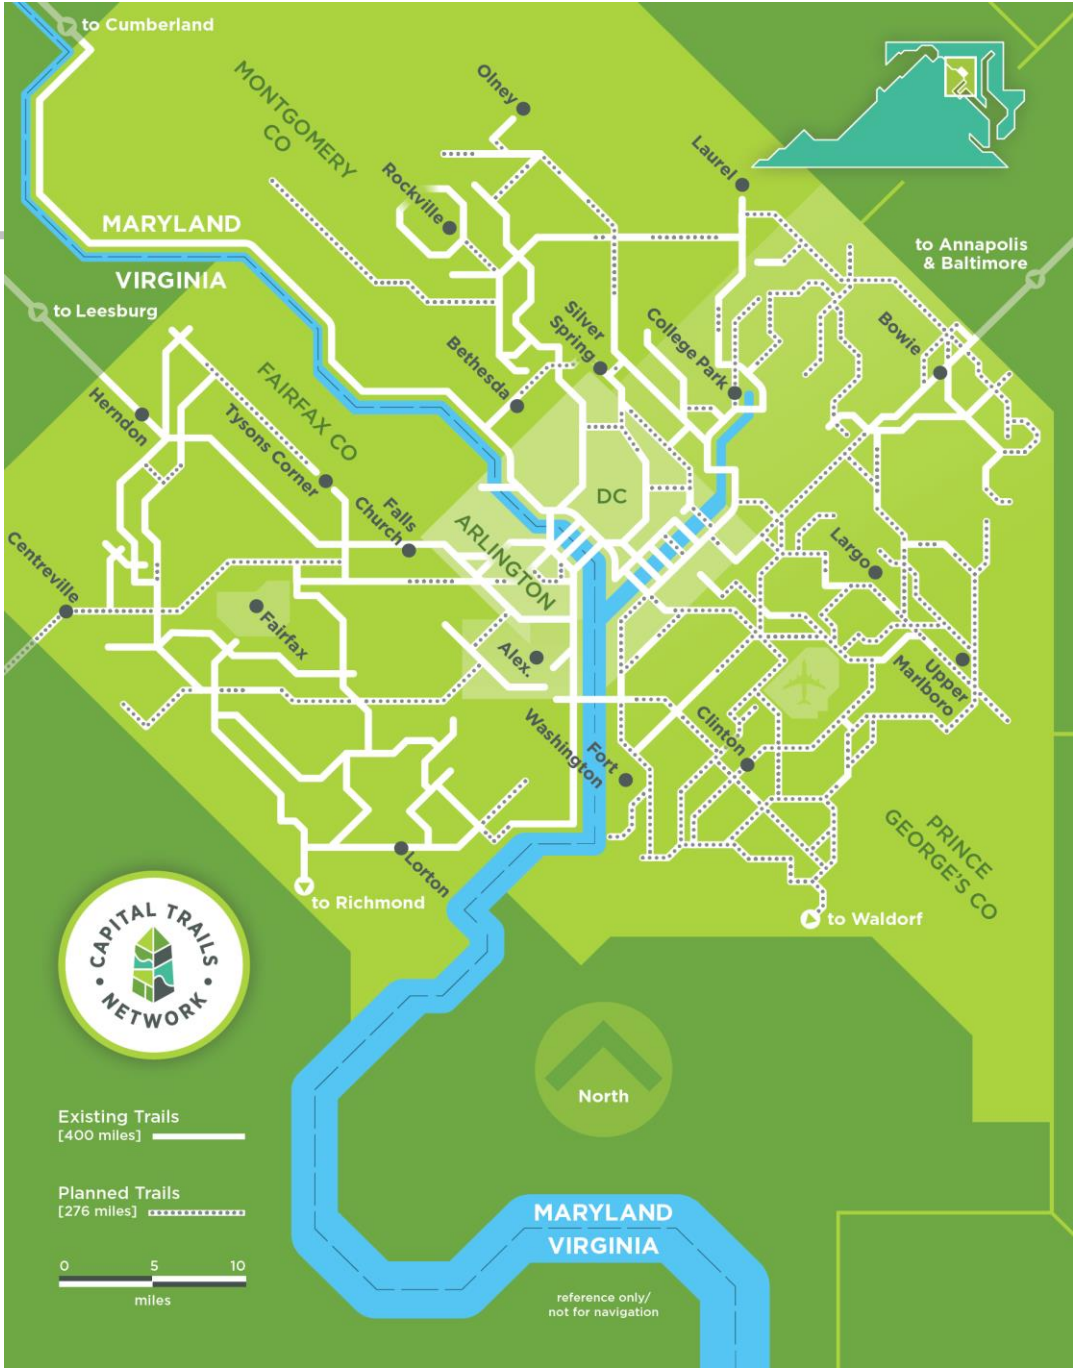 to Cumberland
MONTGOMERY
CO
Olney
Rockville
Laurel
MARYLAND
VIRGINIA
to Annapolis
& Baltimore
to Leesburg
Silver
Spring
College Park
Bowie
Bethesda
FAIRFAX CO
Herndon
Tysons Corner
Falls
Church
DC
ARLINGTON
Centreville
Largo
Fairfax
Alex.
Upper
Marlboro
Clinton
Fort
Washington
PRINCE
GEORGE'S CO
Lorton
to Richmond
to Waldorf
CAPITAL TRAILS
• NETWORK •
North
Existing Trails
[400 miles]
Planned Trails
[276 miles]
0 5 10
miles
MARYLAND
VIRGINIA
reference only/
not for navigation